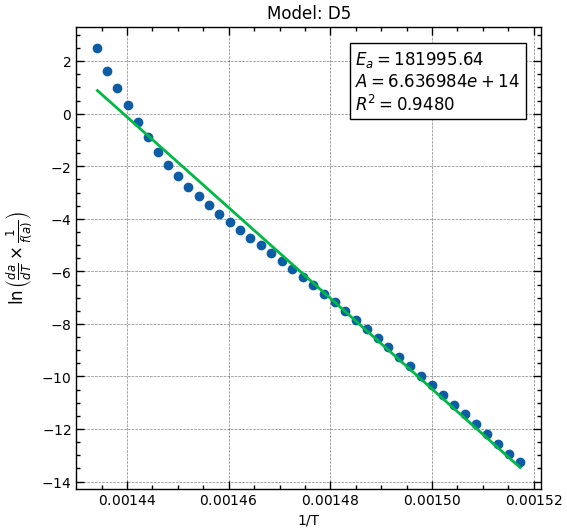 Model: D5
E_a = 181995.64
A = 6.636984e + 14
R^2 = 0.9480
ln (da/dT × 1/f(a))
2
0
−2
−4
−6
−8
−10
−12
−14
0.00144 0.00146 0.00148 0.00150 0.00152
1/T